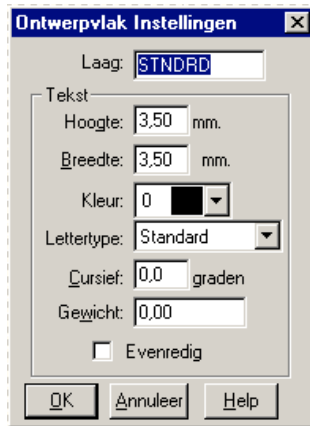 Ontwerpvlak Instellingen
Laag: STNDRD
Tekst
Hoogte: 3,50 mm.
Breedte: 3,50 mm.
Kleur: 0
Lettertype: Standard
Cursief: 0,0 graden
Gewicht: 0,00
Evenredig
OK Annuleer Help